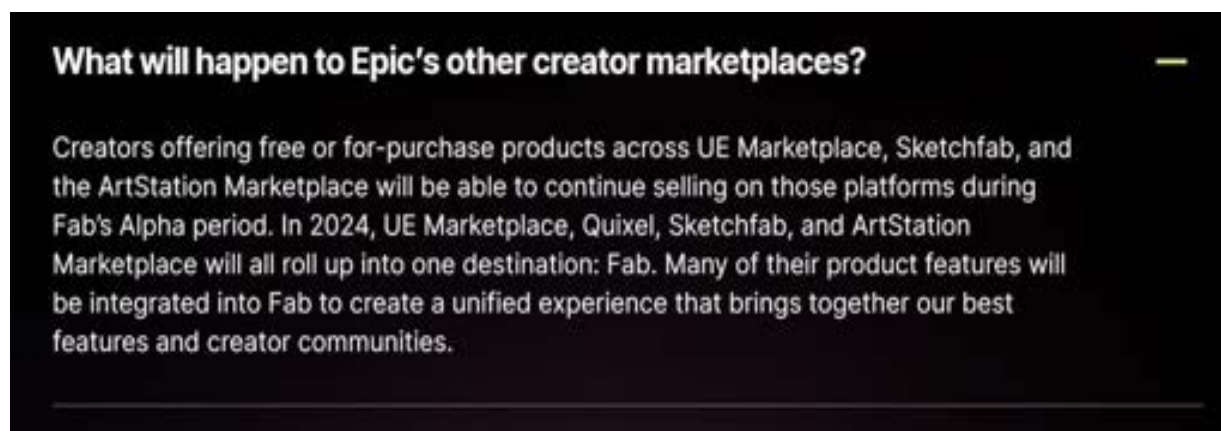 What will happen to Epic's other creator marketplaces?
Creators offering free or for-purchase products across UE Marketplace, Sketchfab, and
the ArtStation Marketplace will be able to continue selling on those platforms during
Fab's Alpha period. In 2024, UE Marketplace, Quixel, Sketchfab, and ArtStation
Marketplace will all roll up into one destination: Fab. Many of their product features will
be integrated into Fab to create a unified experience that brings together our best
features and creator communities.